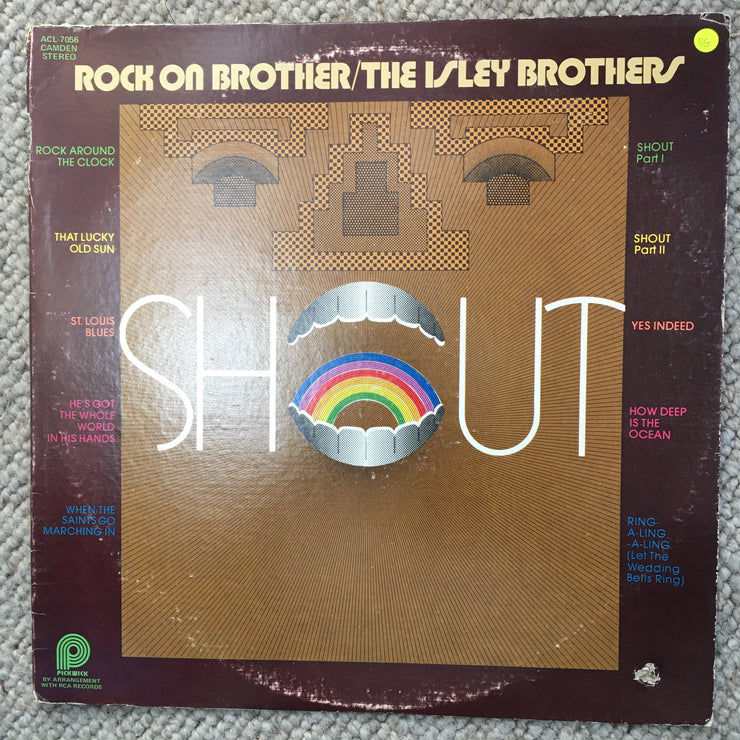 ACL-7056
CAMDEN
STEREO
VG
ROCK ON BROTHER/THE ISLEY BROTHERS
ROCK AROUND
THE CLOCK
THAT LUCKY
OLD SUN
ST. LOUIS
BLUES
HE'S GOT
THE WHOLE
WORLD
IN HIS HANDS
WHEN THE
SAINTS GO
MARCHING IN
SHOUT
SHOUT
Part I
SHOUT
Part II
YES INDEED
HOW DEEP
IS THE
OCEAN
RING-
A-LING
-A-LING
(Let The
Wedding
Bells Ring)
PICKWICK
BY ARRANGEMENT
WITH RCA RECORDS